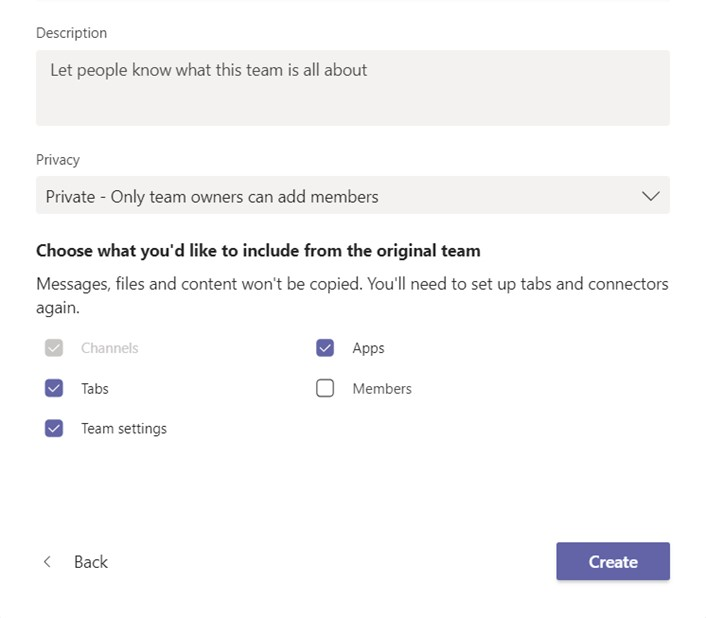 Description
Let people know what this team is all about
Privacy
Private - Only team owners can add members
Choose what you'd like to include from the original team
Messages, files and content won't be copied. You'll need to set up tabs and connectors
again.
Channels
Apps
Tabs
Members
Team settings
Back
Create